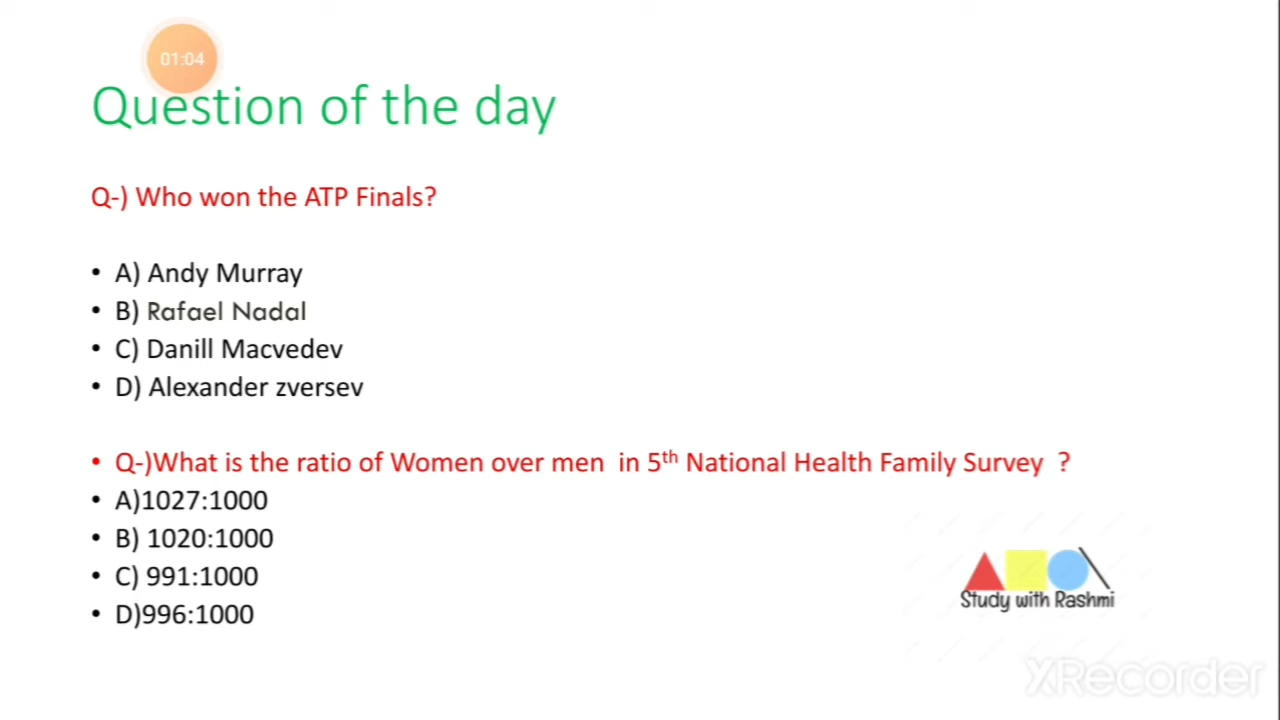 01:04
Question of the day
Q-) Who won the ATP Finals?
• A) Andy Murray
• B) Rafael Nadal
• C) Danill Macvedev
• D) Alexander zversev
• Q-)What is the ratio of Women over men in 5th National Health Family Survey ?
• A)1027:1000
• B) 1020:1000
• C) 991:1000
• D)996:1000
Study with Rashmi
XRecorder